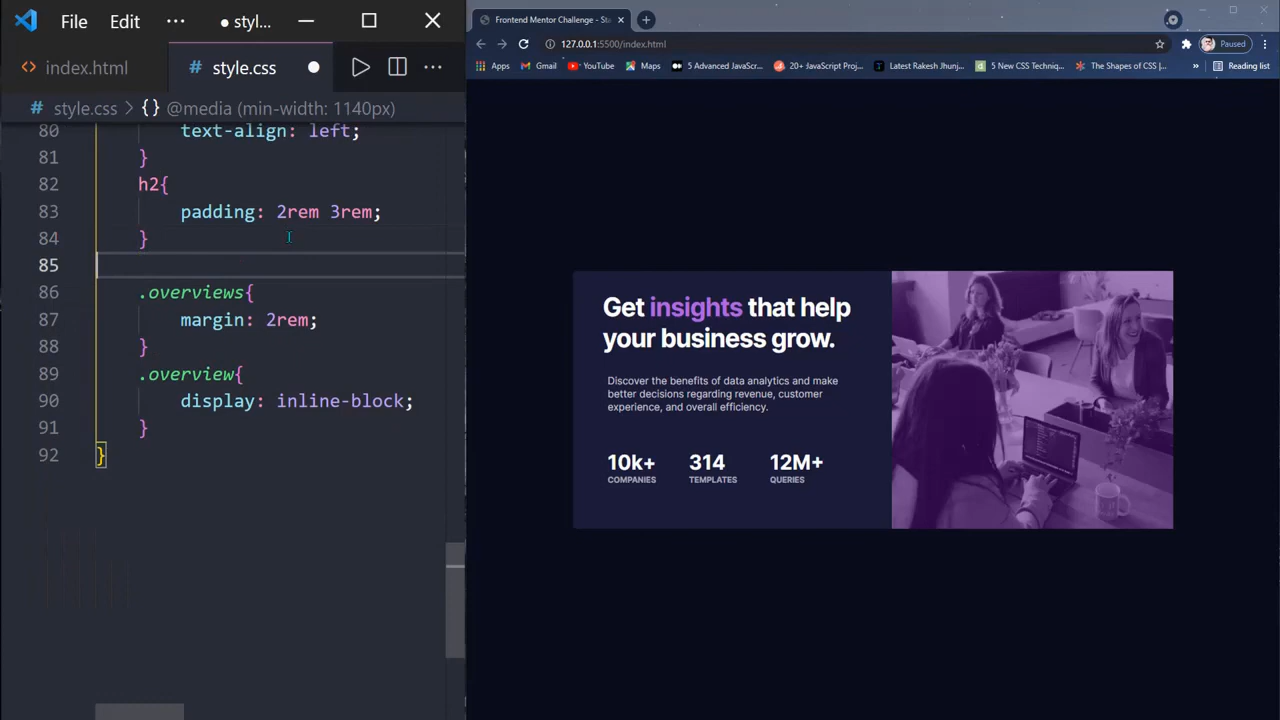 File Edit ··· ● styl...
index.html # style.css ●
# style.css > {} @media (min-width: 1140px)
80 text-align: left;
81 }
82 h2{
83 padding: 2rem 3rem;
84 }
85
86 .overviews{
87 margin: 2rem;
88 }
89 .overview{
90 display: inline-block;
91 }
92 }
Frontend Mentor Challenge - Sta
127.0.0.1:5500/index.html Paused
Apps Gmail YouTube Maps 5 Advanced JavaScr... 20+ JavaScript Proj... Latest Rakesh Jhunj... 5 New CSS Techniq... The Shapes of CSS |... » Reading list
Get insights that help
your business grow.
Discover the benefits of data analytics and make
better decisions regarding revenue, customer
experience, and overall efficiency.
10k+ 314 12M+
COMPANIES TEMPLATES QUERIES